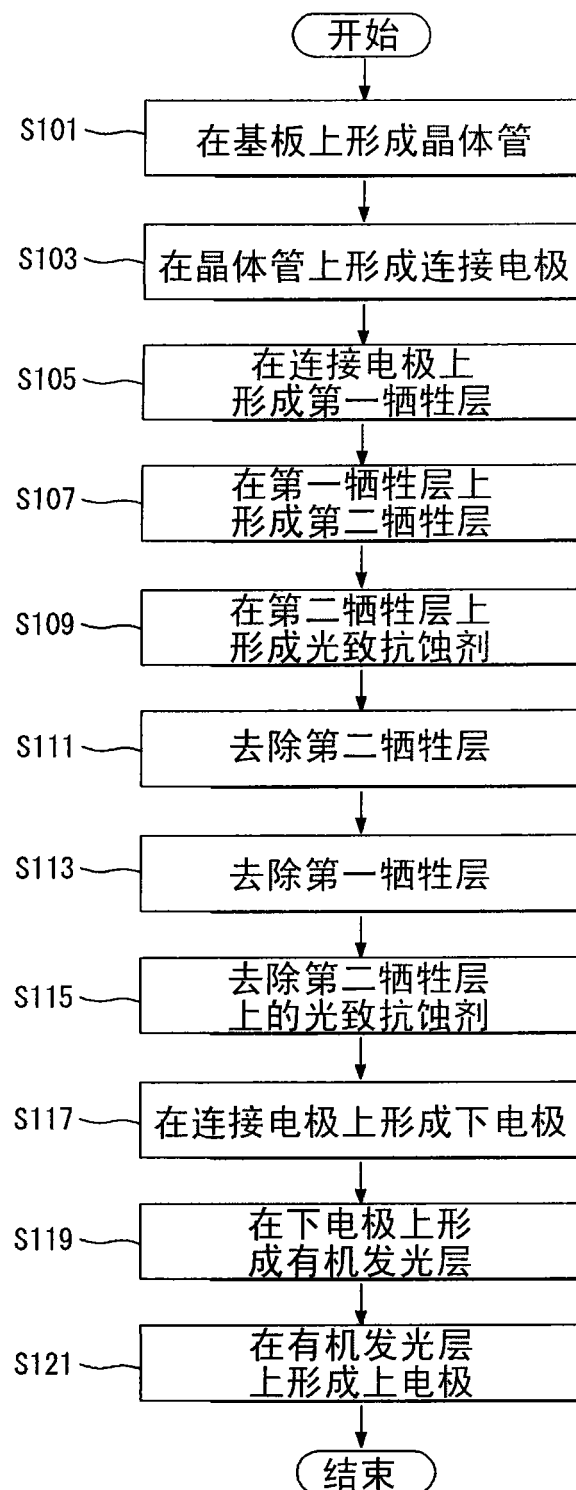 开始
S101
在基板上形成晶体管
S103
在晶体管上形成连接电极
S105
在连接电极上
形成第一牺牲层
S107
在第一牺牲层上
形成第二牺牲层
S109
在第二牺牲层上
形成光致抗蚀剂
S111
去除第二牺牲层
S113
去除第一牺牲层
S115
去除第二牺牲层
上的光致抗蚀剂
S117
在连接电极上形成下电极
S119
在下电极上形
成有机发光层
S121
在有机发光层
上形成上电极
结束